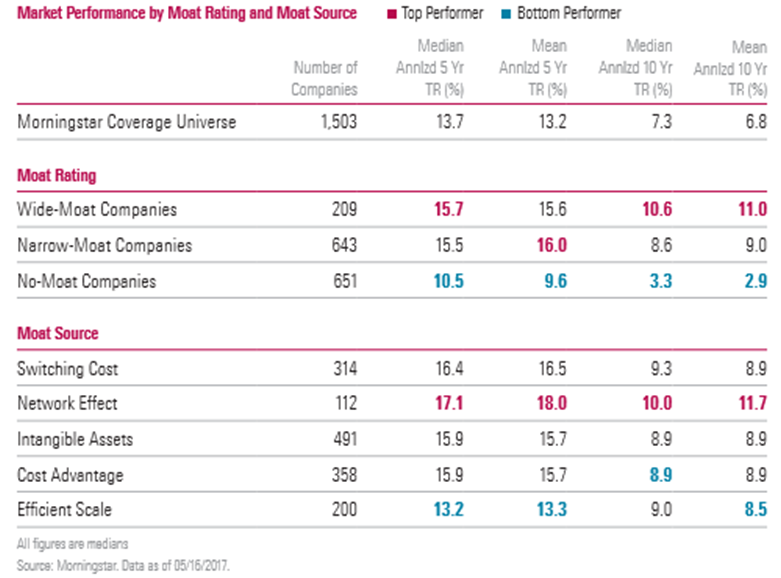 Market Performance by Moat Rating and Moat Source Top Performer Bottom Performer
Median Mean Median Mean
Number of Annlzd 5 Yr Annlzd 5 Yr Annlzd 10 Yr Annlzd 10 Yr
Companies TR (%) TR (%) TR (%) TR (%)
Morningstar Coverage Universe 1,503 13.7 13.2 7.3 6.8
Moat Rating
Wide-Moat Companies 209 15.7 15.6 10.6 11.0
Narrow-Moat Companies 643 15.5 16.0 8.6 9.0
No-Moat Companies 651 10.5 9.6 3.3 2.9
Moat Source
Switching Cost 314 16.4 16.5 9.3 8.9
Network Effect 112 17.1 18.0 10.0 11.7
Intangible Assets 491 15.9 15.7 8.9 8.9
Cost Advantage 358 15.9 15.7 8.9 8.9
Efficient Scale 200 13.2 13.3 9.0 8.5
All figures are medians
Source: Morningstar. Data as of 05/16/2017.